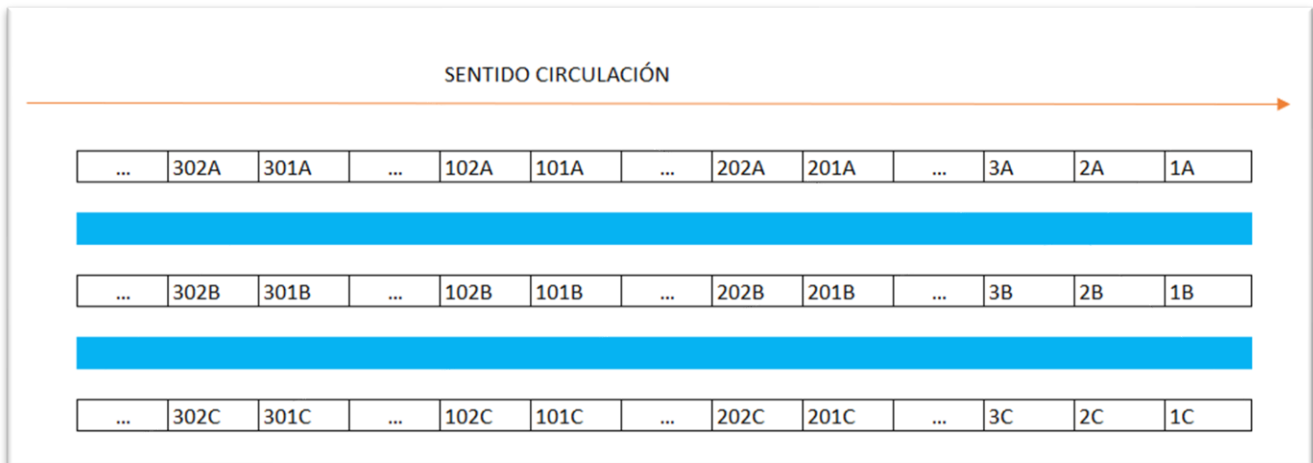 SENTIDO CIRCULACIÓN
... 302A 301A ... 102A 101A ... 202A 201A ... 3A 2A 1A
... 302B 301B ... 102B 101B ... 202B 201B ... 3B 2B 1B
... 302C 301C ... 102C 101C ... 202C 201C ... 3C 2C 1C